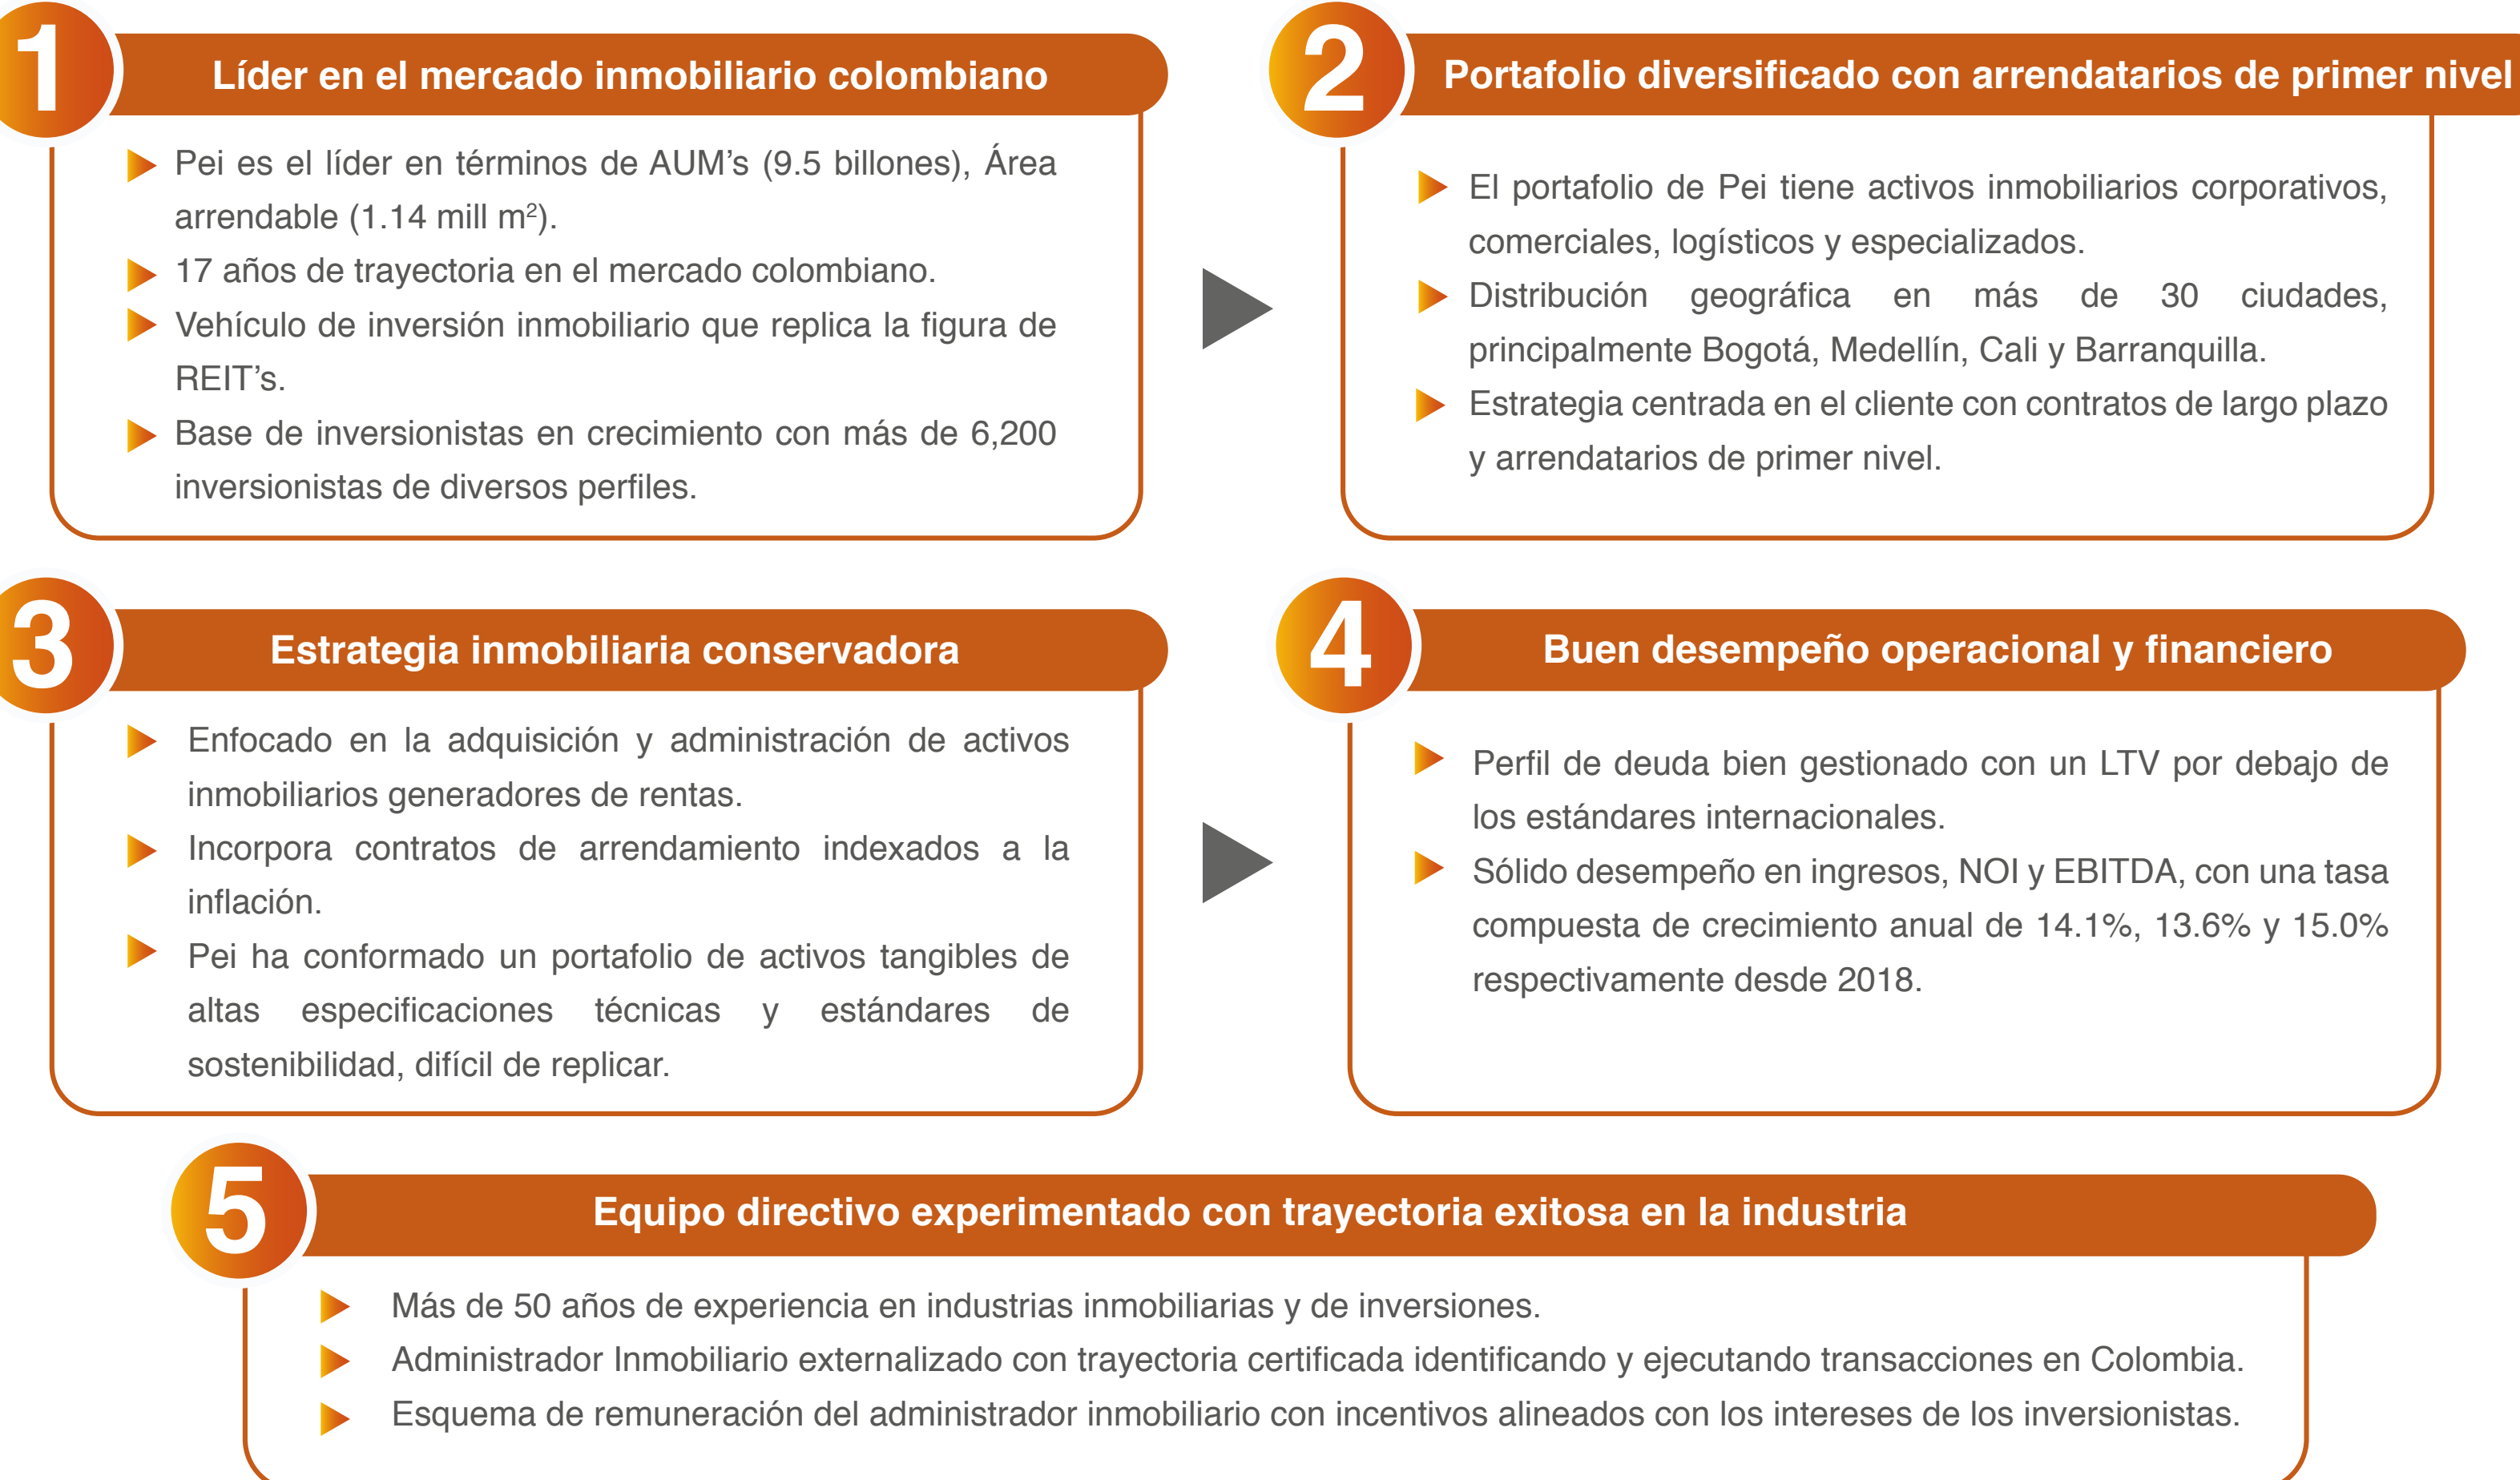 1
Líder en el mercado inmobiliario colombiano
Pei es el líder en términos de AUM’s (9.5 billones), Área
arrendable (1.14 mill m²).
17 años de trayectoria en el mercado colombiano.
Vehículo de inversión inmobiliario que replica la figura de
REIT’s.
Base de inversionistas en crecimiento con más de 6,200
inversionistas de diversos perfiles.
2
Portafolio diversificado con arrendatarios de primer nivel
El portafolio de Pei tiene activos inmobiliarios corporativos,
comerciales, logísticos y especializados.
Distribución geográfica en más de 30 ciudades,
principalmente Bogotá, Medellín, Cali y Barranquilla.
Estrategia centrada en el cliente con contratos de largo plazo
y arrendatarios de primer nivel.
3
Estrategia inmobiliaria conservadora
Enfocado en la adquisición y administración de activos
inmobiliarios generadores de rentas.
Incorpora contratos de arrendamiento indexados a la
inflación.
Pei ha conformado un portafolio de activos tangibles de
altas especificaciones técnicas y estándares de
sostenibilidad, difícil de replicar.
4
Buen desempeño operacional y financiero
Perfil de deuda bien gestionado con un LTV por debajo de
los estándares internacionales.
Sólido desempeño en ingresos, NOI y EBITDA, con una tasa
compuesta de crecimiento anual de 14.1%, 13.6% y 15.0%
respectivamente desde 2018.
5
Equipo directivo experimentado con trayectoria exitosa en la industria
Más de 50 años de experiencia en industrias inmobiliarias y de inversiones.
Administrador Inmobiliario externalizado con trayectoria certificada identificando y ejecutando transacciones en Colombia.
Esquema de remuneración del administrador inmobiliario con incentivos alineados con los intereses de los inversionistas.